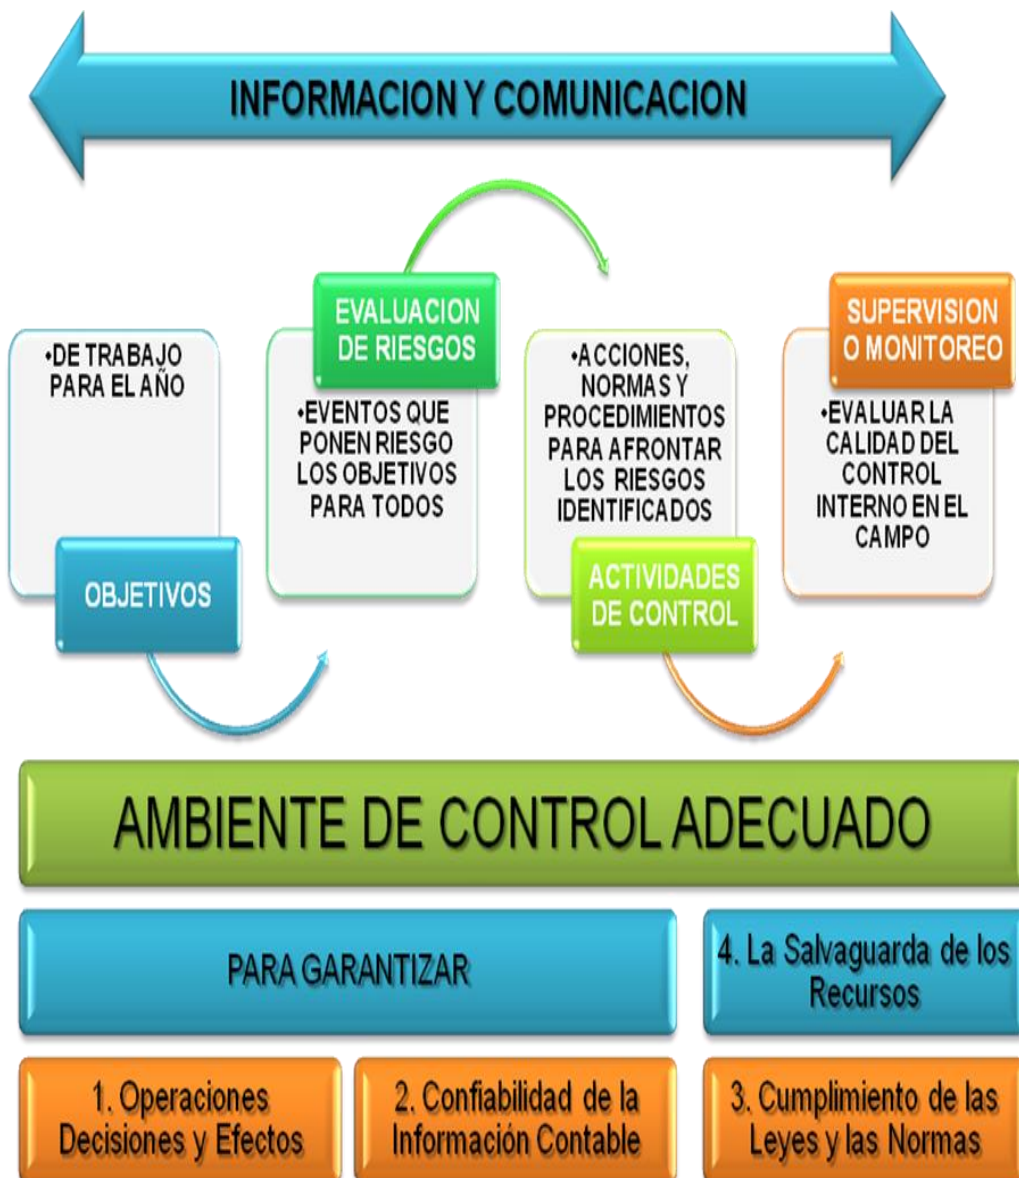 INFORMACION Y COMUNICACION
•DE TRABAJO
PARA EL AÑO
OBJETIVOS
EVALUACION
DE RIESGOS
•EVENTOS QUE
PONEN RIESGO
LOS OBJETIVOS
PARA TODOS
•ACCIONES,
NORMAS Y
PROCEDIMIENTOS
PARA AFRONTAR
LOS RIESGOS
IDENTIFICADOS
ACTIVIDADES
DE CONTROL
SUPERVISION
O MONITOREO
•EVALUAR LA
CALIDAD DEL
CONTROL
INTERNO EN EL
CAMPO
AMBIENTE DE CONTROL ADECUADO
PARA GARANTIZAR
4. La Salvaguarda de los
Recursos
1. Operaciones
Decisiones y Efectos
2. Confiabilidad de la
Información Contable
3. Cumplimiento de las
Leyes y las Normas